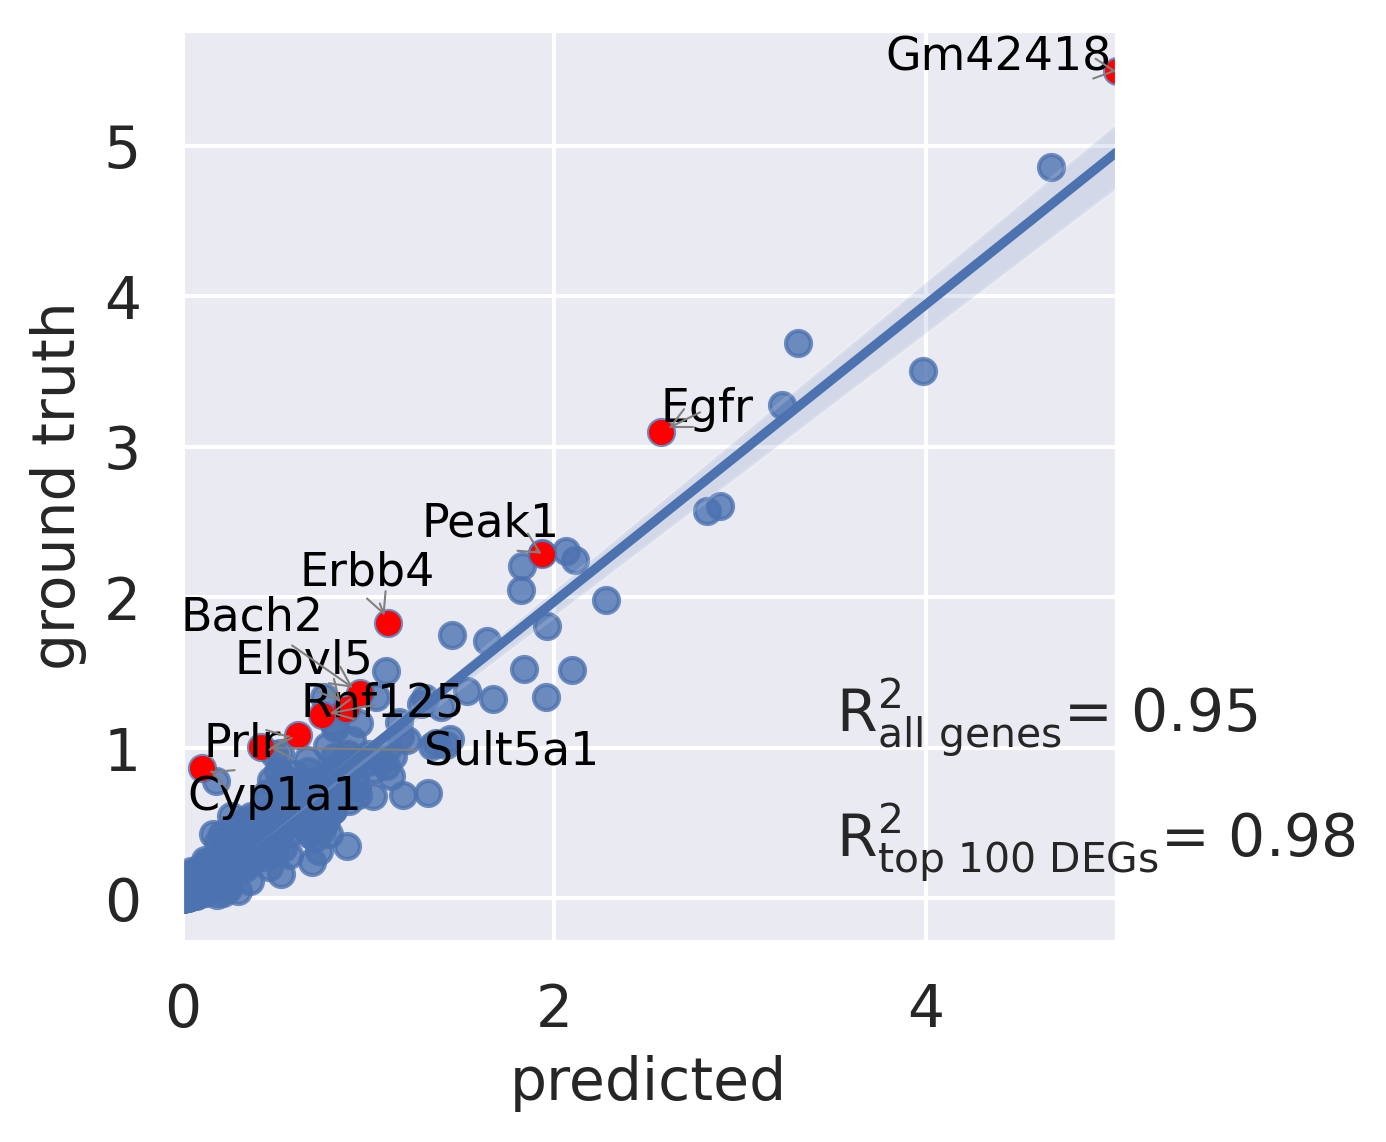 Gm42418
5
4
Egfr
3
Peak1
Erbb4
2
Bach2
Elovl5
Rnf125
R²all genes = 0.95
Prlr
Sult5a1
1
Cyp1a1
R²top 100 DEGs = 0.98
0
0 2 4
predicted
ground truth